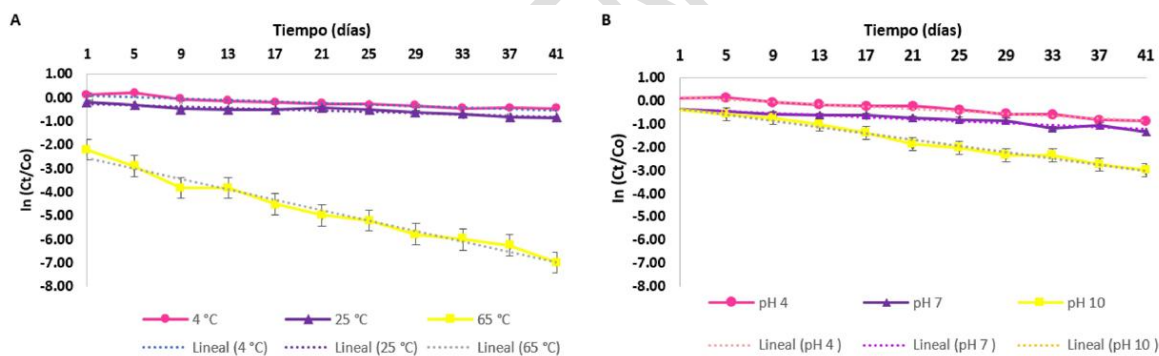 A
Tiempo (días)
1 5 9 13 17 21 25 29 33 37 41
1.00
0.00
-1.00
-2.00
-3.00
-4.00
-5.00
-6.00
-7.00
-8.00
ln (Ct/Co)
4 °C 25 °C 65 °C
Lineal (4 °C) Lineal (25 °C) Lineal (65 °C)
B
Tiempo (días)
1 5 9 13 17 21 25 29 33 37 41
1.00
0.00
-1.00
-2.00
-3.00
-4.00
-5.00
-6.00
-7.00
-8.00
ln (Ct/Co)
pH 4 pH 7 pH 10
Lineal (pH 4 ) Lineal (pH 7 ) Lineal (pH 10 )